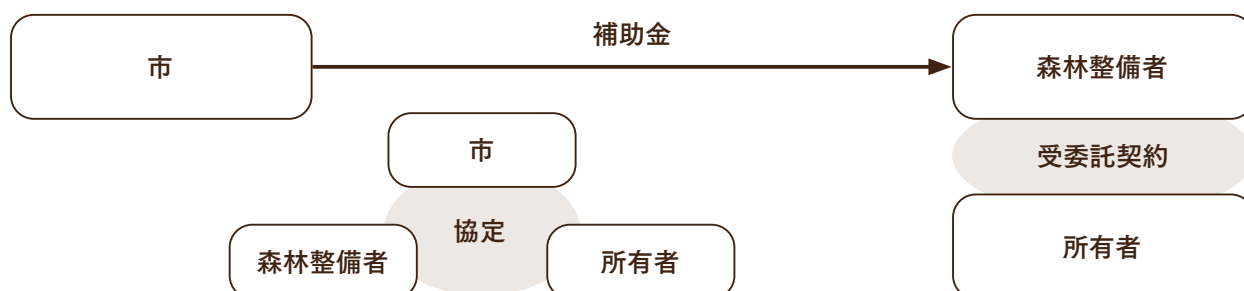 補助金
市
森林整備者
市
受委託契約
協定
森林整備者
所有者
所有者